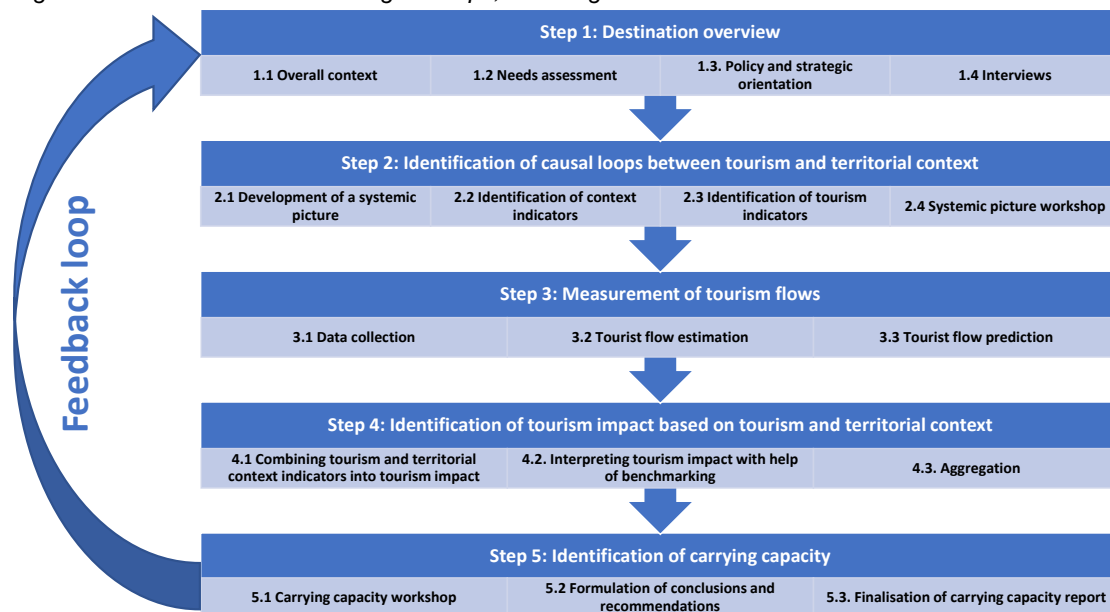 Step 1: Destination overview
1.1 Overall context
1.2 Needs assessment
1.3. Policy and strategic
orientation
1.4 Interviews
Step 2: Identification of causal loops between tourism and territorial context
2.1 Development of a systemic
picture
2.2 Identification of context
indicators
2.3 Identification of tourism
indicators
2.4 Systemic picture workshop
Step 3: Measurement of tourism flows
3.1 Data collection
3.2 Tourist flow estimation
3.3 Tourist flow prediction
Step 4: Identification of tourism impact based on tourism and territorial context
4.1 Combining tourism and territorial
context indicators into tourism impact
4.2. Interpreting tourism impact with help
of benchmarking
4.3. Aggregation
Step 5: Identification of carrying capacity
5.1 Carrying capacity workshop
5.2 Formulation of conclusions and
recommendations
5.3. Finalisation of carrying capacity report
Feedback loop